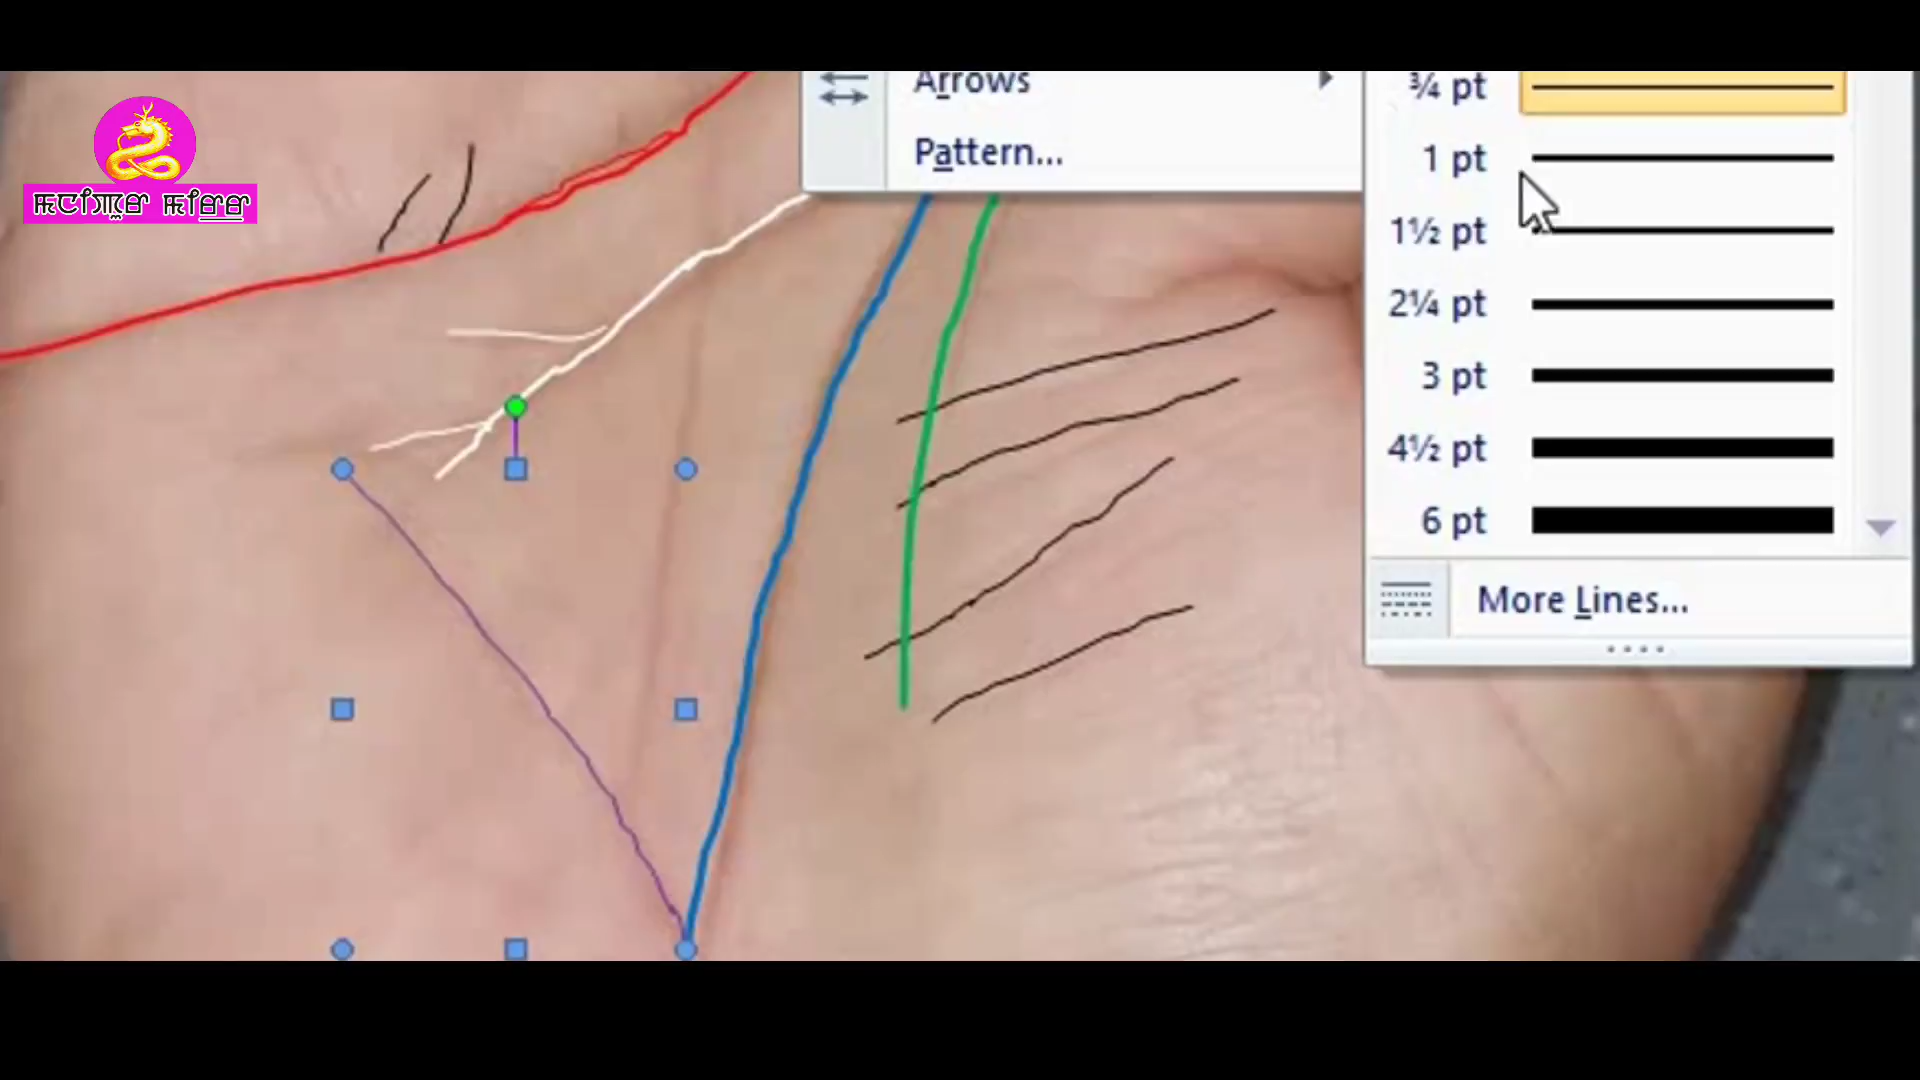 Arrows
Pattern...
¾ pt
1 pt
1½ pt
2¼ pt
3 pt
4½ pt
6 pt
More Lines...